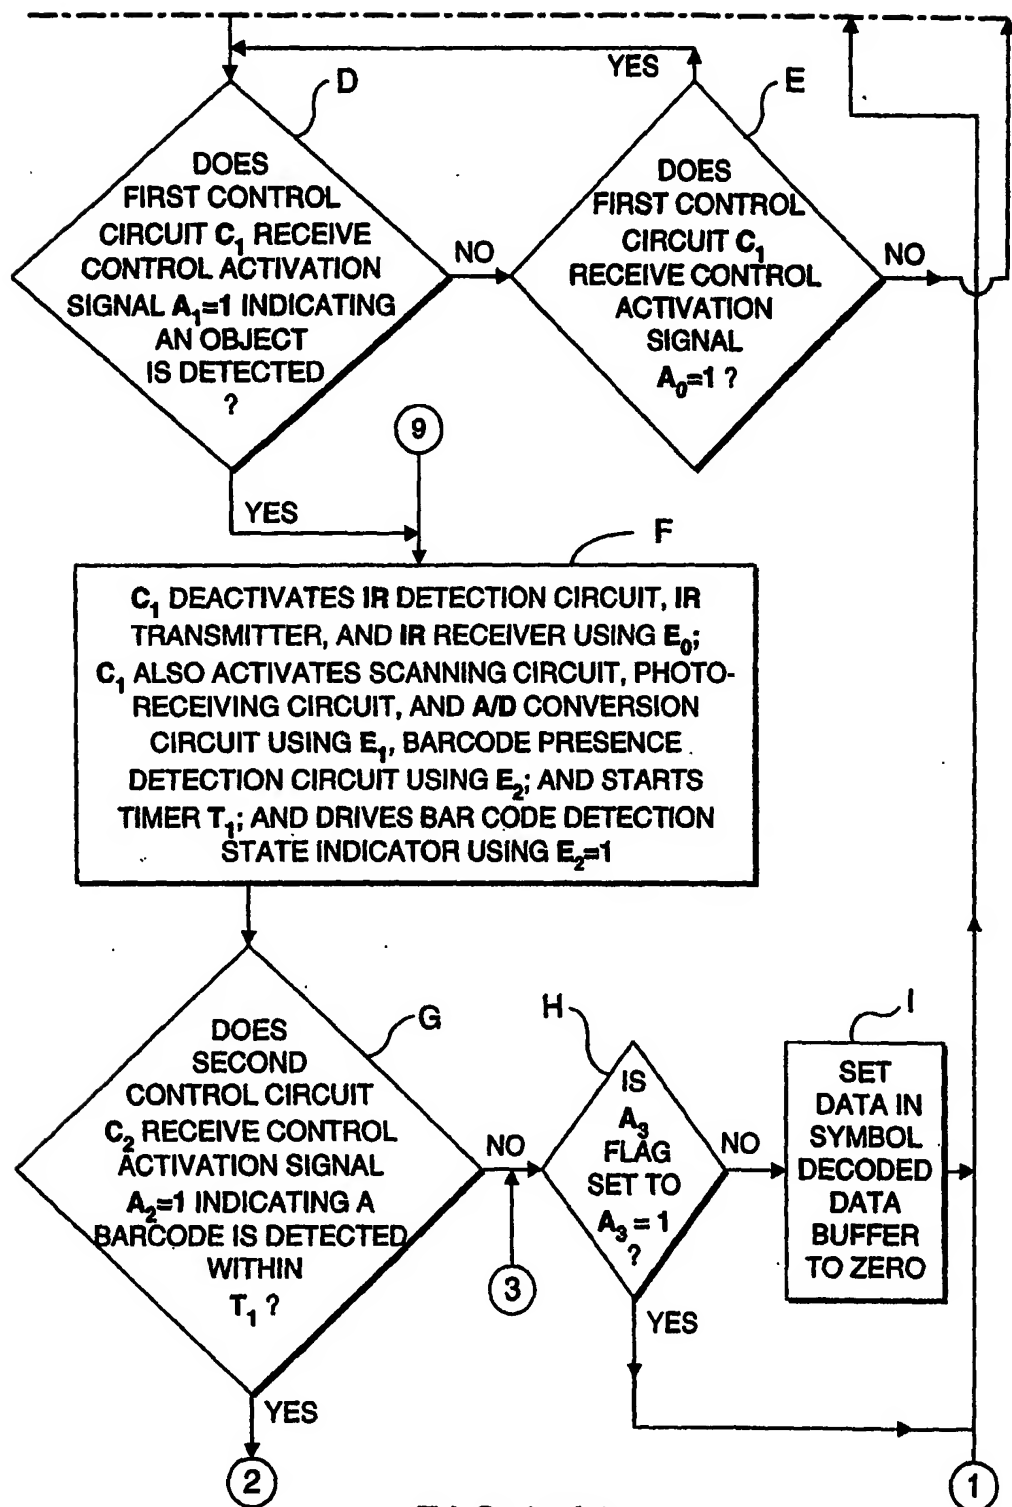 YES
D
E
DOES
FIRST CONTROL
CIRCUIT C₁ RECEIVE
CONTROL ACTIVATION
SIGNAL A₁=1 INDICATING
AN OBJECT
IS DETECTED
?
NO
DOES
FIRST CONTROL
CIRCUIT C₁
RECEIVE CONTROL
ACTIVATION
SIGNAL
A₀=1 ?
NO
9
YES
F
C₁ DEACTIVATES IR DETECTION CIRCUIT, IR
TRANSMITTER, AND IR RECEIVER USING E₀;
C₁ ALSO ACTIVATES SCANNING CIRCUIT, PHOTO-
RECEIVING CIRCUIT, AND A/D CONVERSION
CIRCUIT USING E₁, BARCODE PRESENCE
DETECTION CIRCUIT USING E₂; AND STARTS
TIMER T₁; AND DRIVES BAR CODE DETECTION
STATE INDICATOR USING E₂=1
G
DOES
SECOND
CONTROL CIRCUIT
C₂ RECEIVE CONTROL
ACTIVATION SIGNAL
A₂=1 INDICATING A
BARCODE IS DETECTED
WITHIN
T₁ ?
NO
3
H
IS
A₃
FLAG
SET TO
A₃ = 1
?
NO
I
SET
DATA IN
SYMBOL
DECODED
DATA
BUFFER
TO ZERO
YES
YES
2
1